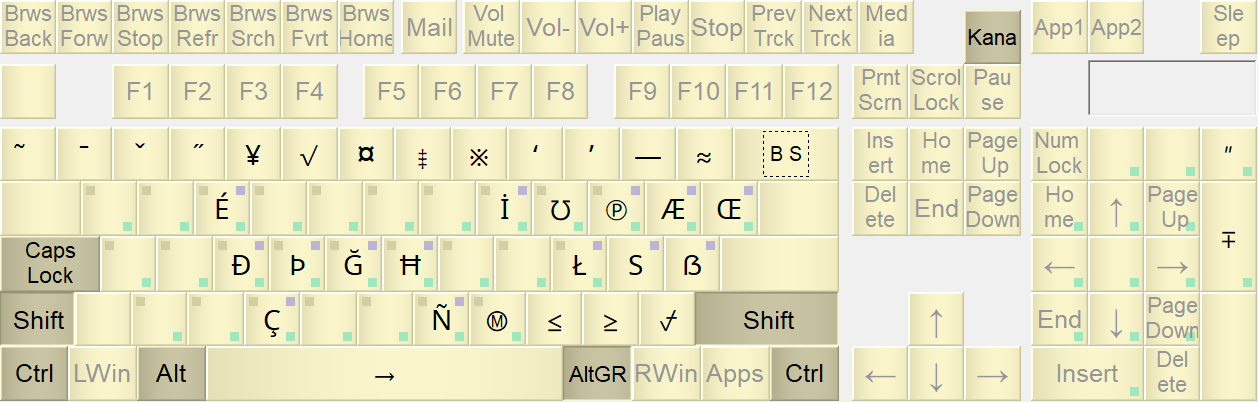 Brws Back Brws Forw Brws Stop Brws Refr Brws Srch Brws Fvrt Brws Home Mail Vol Mute Vol- Vol+ Play Paus Stop Prev Trck Next Trck Med ia Kana App1 App2 Sle ep
F1 F2 F3 F4 F5 F6 F7 F8 F9 F10 F11 F12 Prnt Scrn Scrol Lock Pau se
˜ ¯ ˇ ˝ ¥ √ ¤ ⹋ ※ ‘ ’ — ≈ B S Ins ert Ho me Page Up Num Lock ″
É İ Ʊ ℗ Æ Œ Del ete End Page Down Ho me ↑ Page Up
Caps Lock Đ Þ Ğ Ħ Ł S ß ← → ∓
Shift Ç Ñ Ⓜ ≤ ≥ Shift ↑ End ↓ Page Down
Ctrl LWin Alt → AltGR RWin Apps Ctrl ← ↓ → Insert Del ete